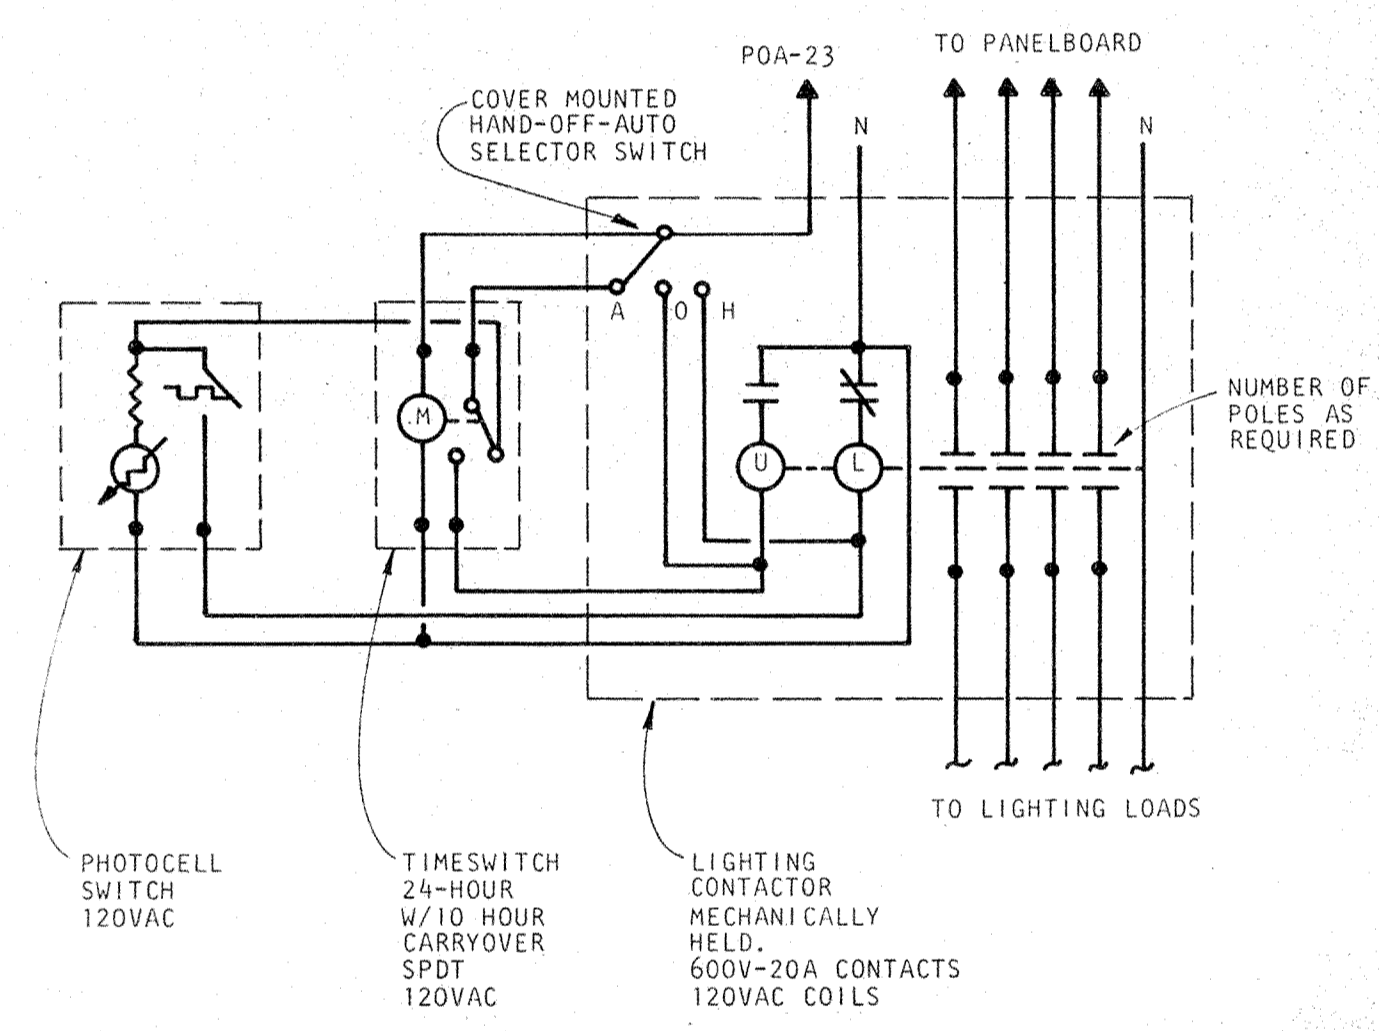 POA-23
TO PANELBOARD
COVER MOUNTED
HAND-OFF-AUTO
SELECTOR SWITCH
N
N
A
O
H
NUMBER OF
POLES AS
REQUIRED
M
U
L
TO LIGHTING LOADS
PHOTOCELL
SWITCH
120VAC
TIMESWITCH
24-HOUR
W/10 HOUR
CARRYOVER
SPDT
120VAC
LIGHTING
CONTACTOR
MECHANICALLY
HELD.
600V-20A CONTACTS
120VAC COILS